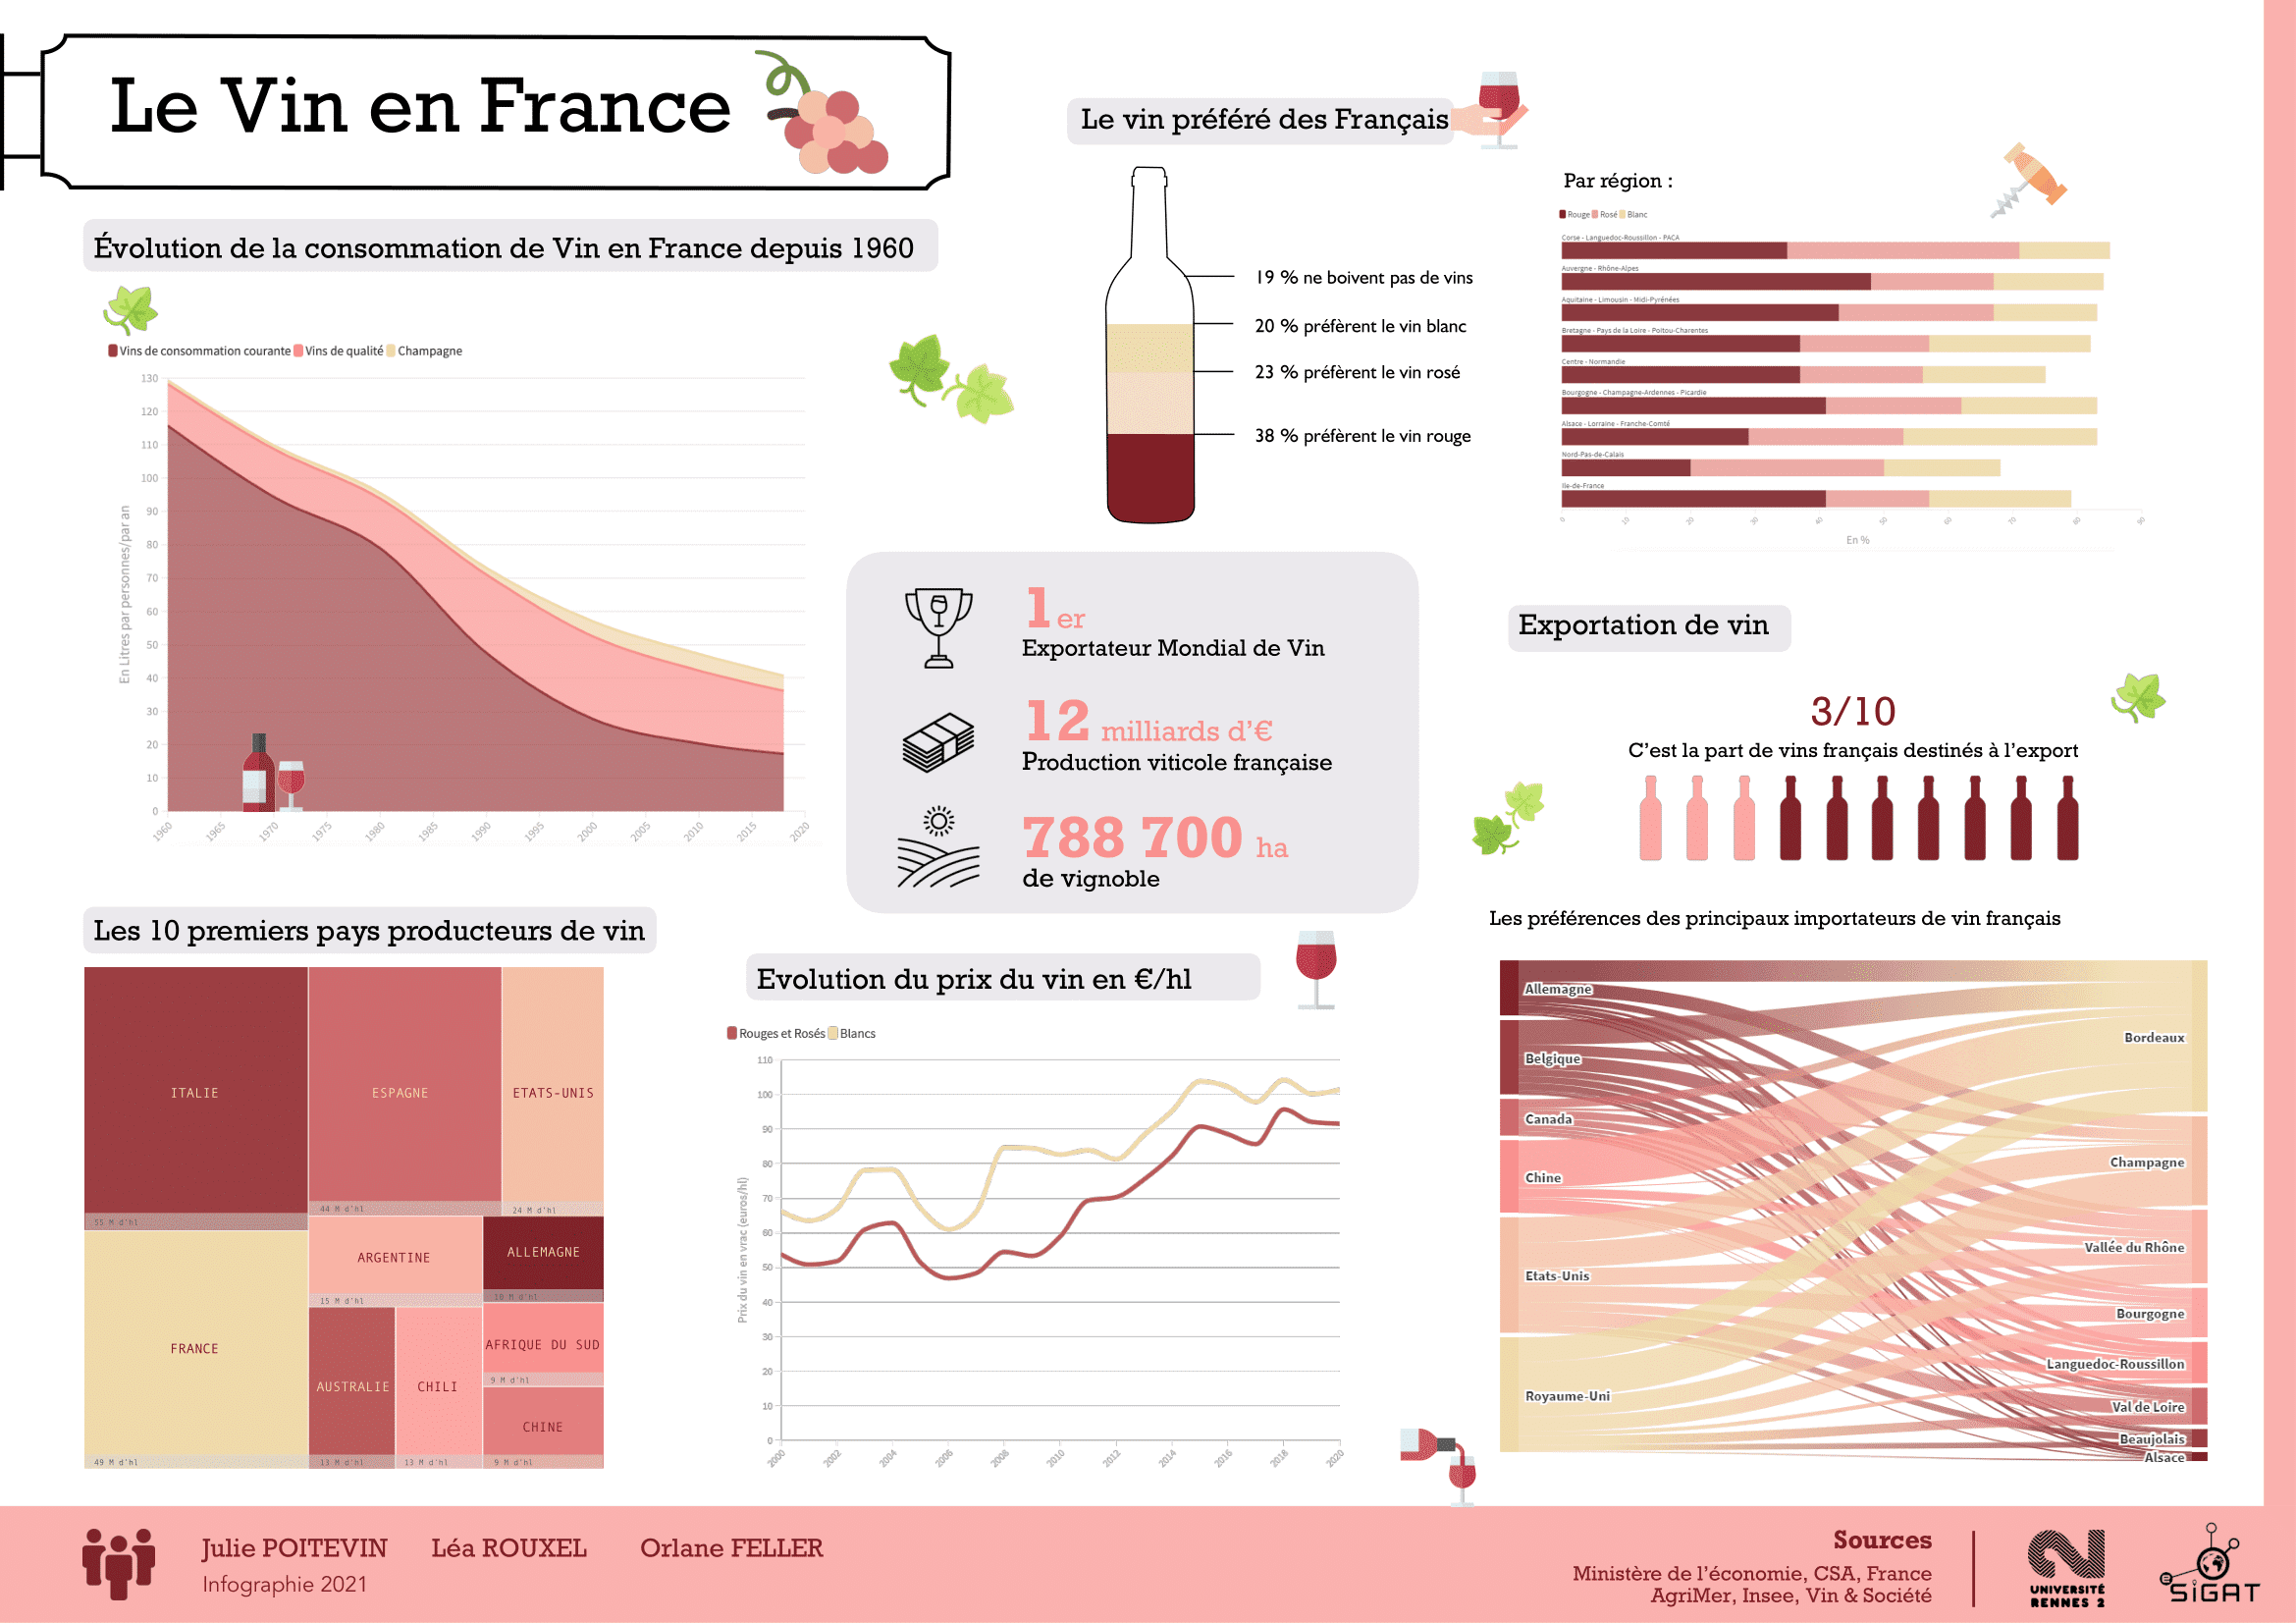 Le Vin en France
Évolution de la consommation de Vin en France depuis 1960
Vins de consommation courante Vins de qualité Champagne
En Litres par personnes/par an
130
120
110
100
90
80
70
60
50
40
30
20
10
0
1960 1965 1970 1975 1980 1985 1990 1995 2000 2005 2010 2015 2020
Le vin préféré des Français
19 % ne boivent pas de vins
20 % préfèrent le vin blanc
23 % préfèrent le vin rosé
38 % préfèrent le vin rouge
Par région :
Rouge Rosé Blanc
Corse - Languedoc-Roussillon - PACA
Auvergne - Rhône-Alpes
Aquitaine - Limousin - Midi-Pyrénées
Bretagne - Pays de la Loire - Poitou-Charentes
Centre - Normandie
Bourgogne - Champagne-Ardennes - Picardie
Alsace - Lorraine - Franche-Comté
Nord-Pas-de-Calais
Ile-de-France
0 10 20 30 40 50 60 70 80 90
En %
1er
Exportateur Mondial de Vin
12 milliards d'€
Production viticole française
788 700 ha
de vignoble
Exportation de vin
3/10
C'est la part de vins français destinés à l'export
Les 10 premiers pays producteurs de vin
ITALIE
55 M d'hl
ESPAGNE
44 M d'hl
ETATS-UNIS
24 M d'hl
FRANCE
49 M d'hl
ARGENTINE
15 M d'hl
ALLEMAGNE
10 M d'hl
AUSTRALIE
13 M d'hl
CHILI
13 M d'hl
AFRIQUE DU SUD
9 M d'hl
CHINE
9 M d'hl
Evolution du prix du vin en €/hl
Rouges et Rosés Blancs
Prix du vin en vrac (euros/hl)
110
100
90
80
70
60
50
40
30
20
10
0
2000 2002 2004 2006 2008 2010 2012 2014 2016 2018 2020
Les préférences des principaux importateurs de vin français
Allemagne
Belgique
Canada
Chine
Etats-Unis
Royaume-Uni
Bordeaux
Champagne
Vallée du Rhône
Bourgogne
Languedoc-Roussillon
Val de Loire
Beaujolais
Alsace
Julie POITEVIN Léa ROUXEL Orlane FELLER
Infographie 2021
Sources
Ministère de l'économie, CSA, France
AgriMer, Insee, Vin & Société
UNIVERSITÉ
RENNES 2
SiGAT